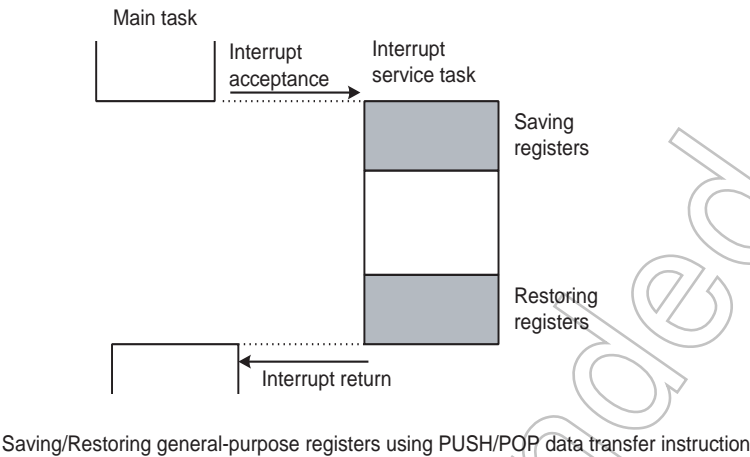 Main task
Interrupt
acceptance
Interrupt
service task
Saving
registers
Restoring
registers
Interrupt return
Saving/Restoring general-purpose registers using PUSH/POP data transfer instruction